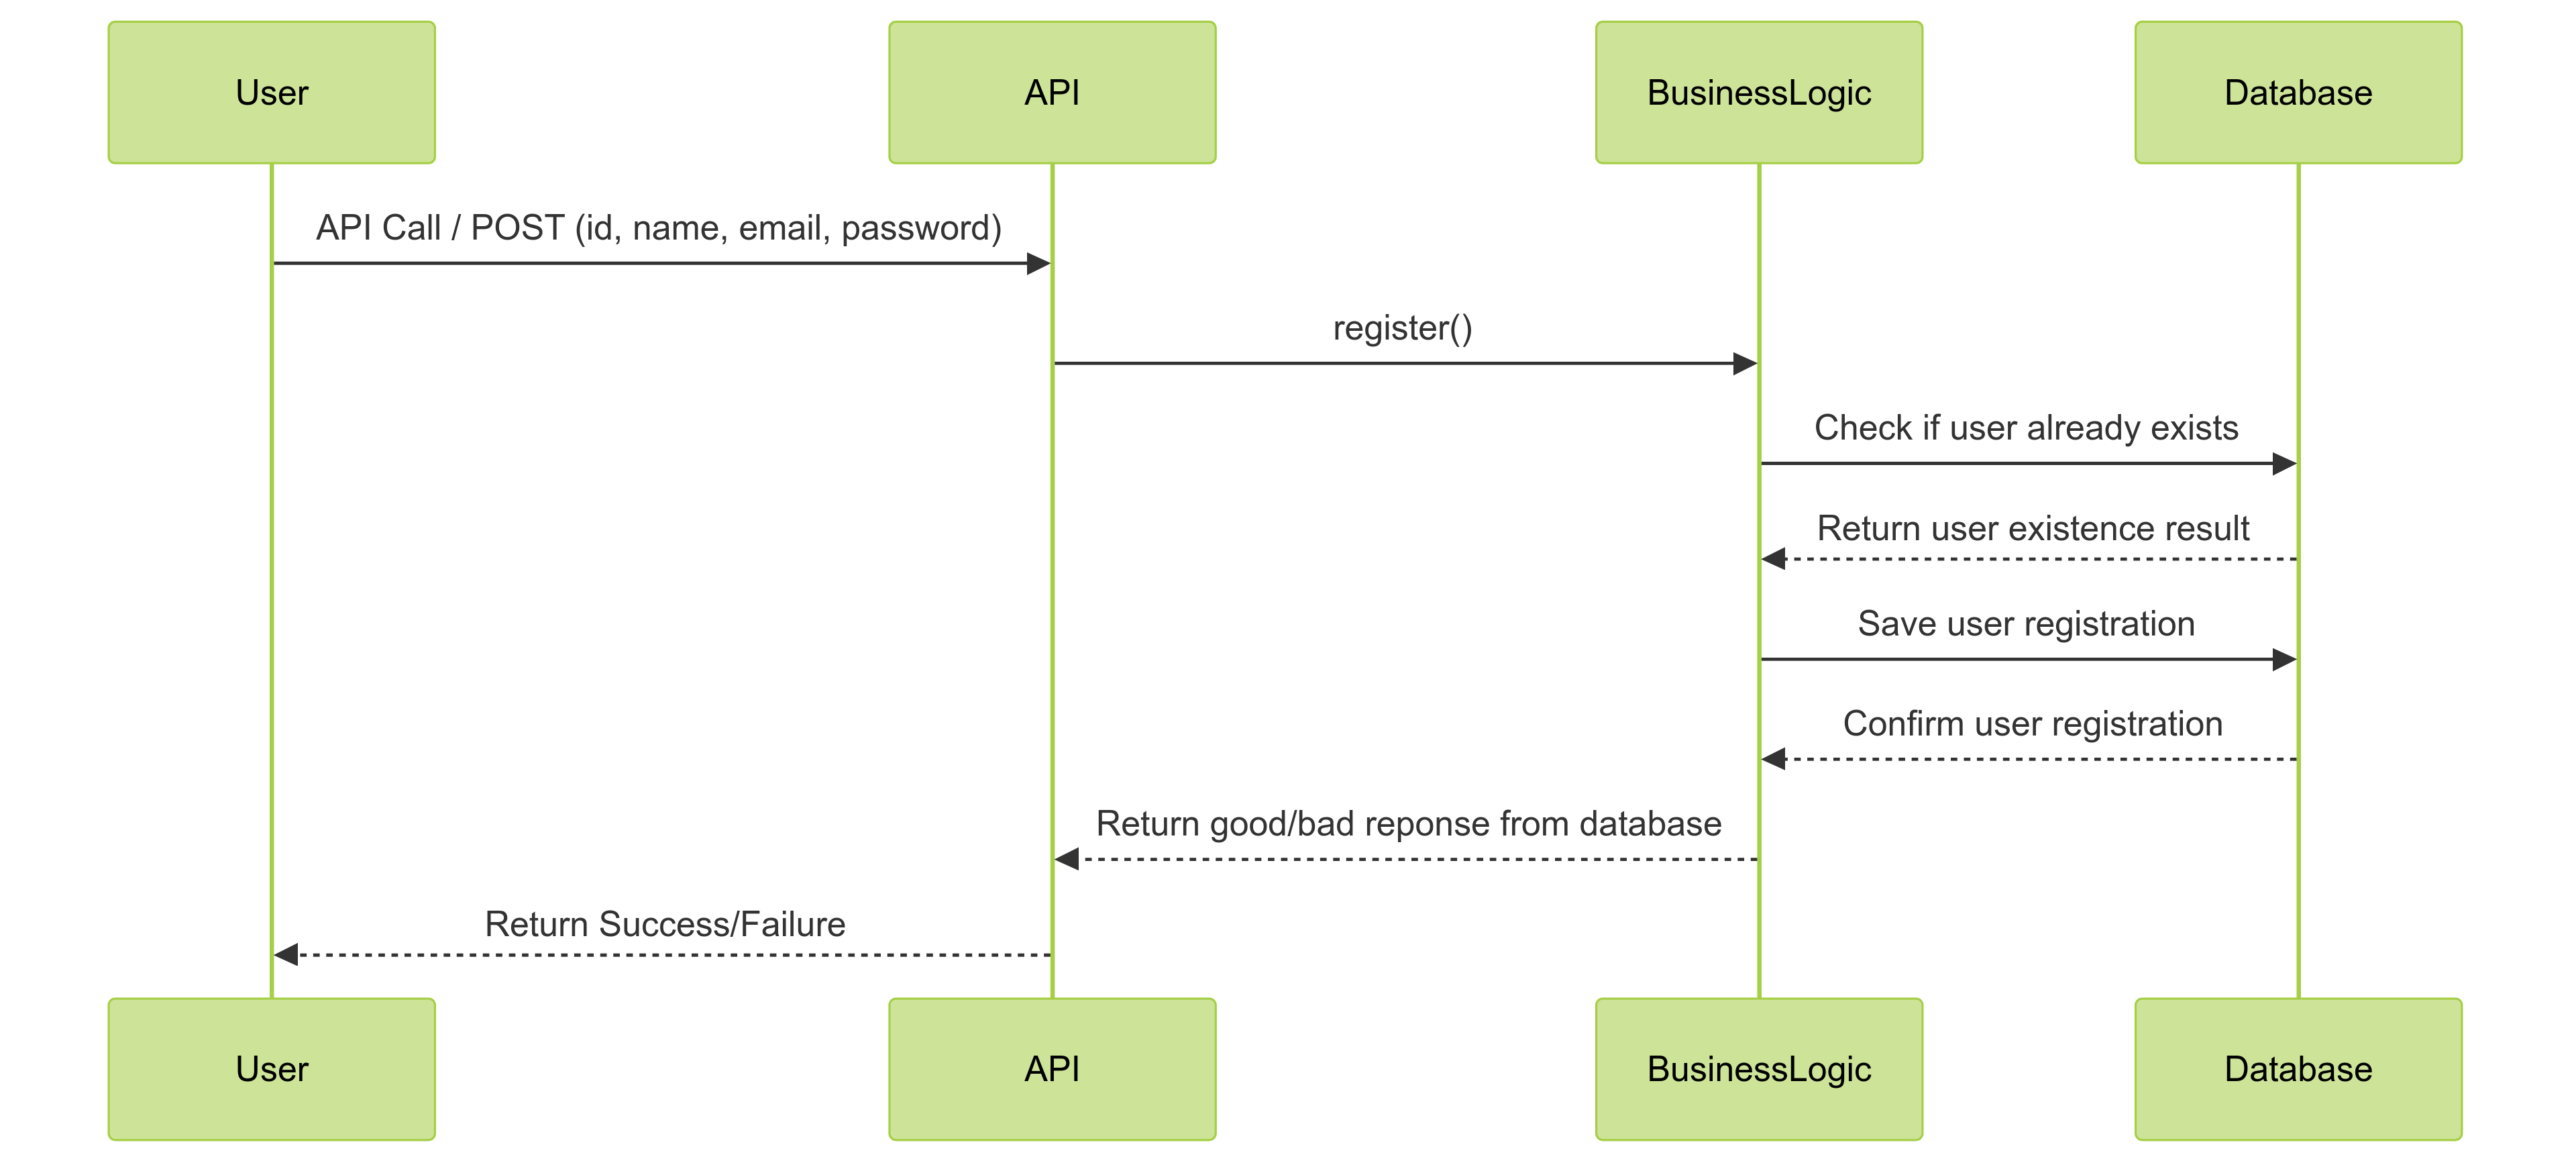 User
API
BusinessLogic
Database
API Call / POST (id, name, email, password)
register()
Check if user already exists
Return user existence result
Save user registration
Confirm user registration
Return good/bad reponse from database
Return Success/Failure
User
API
BusinessLogic
Database